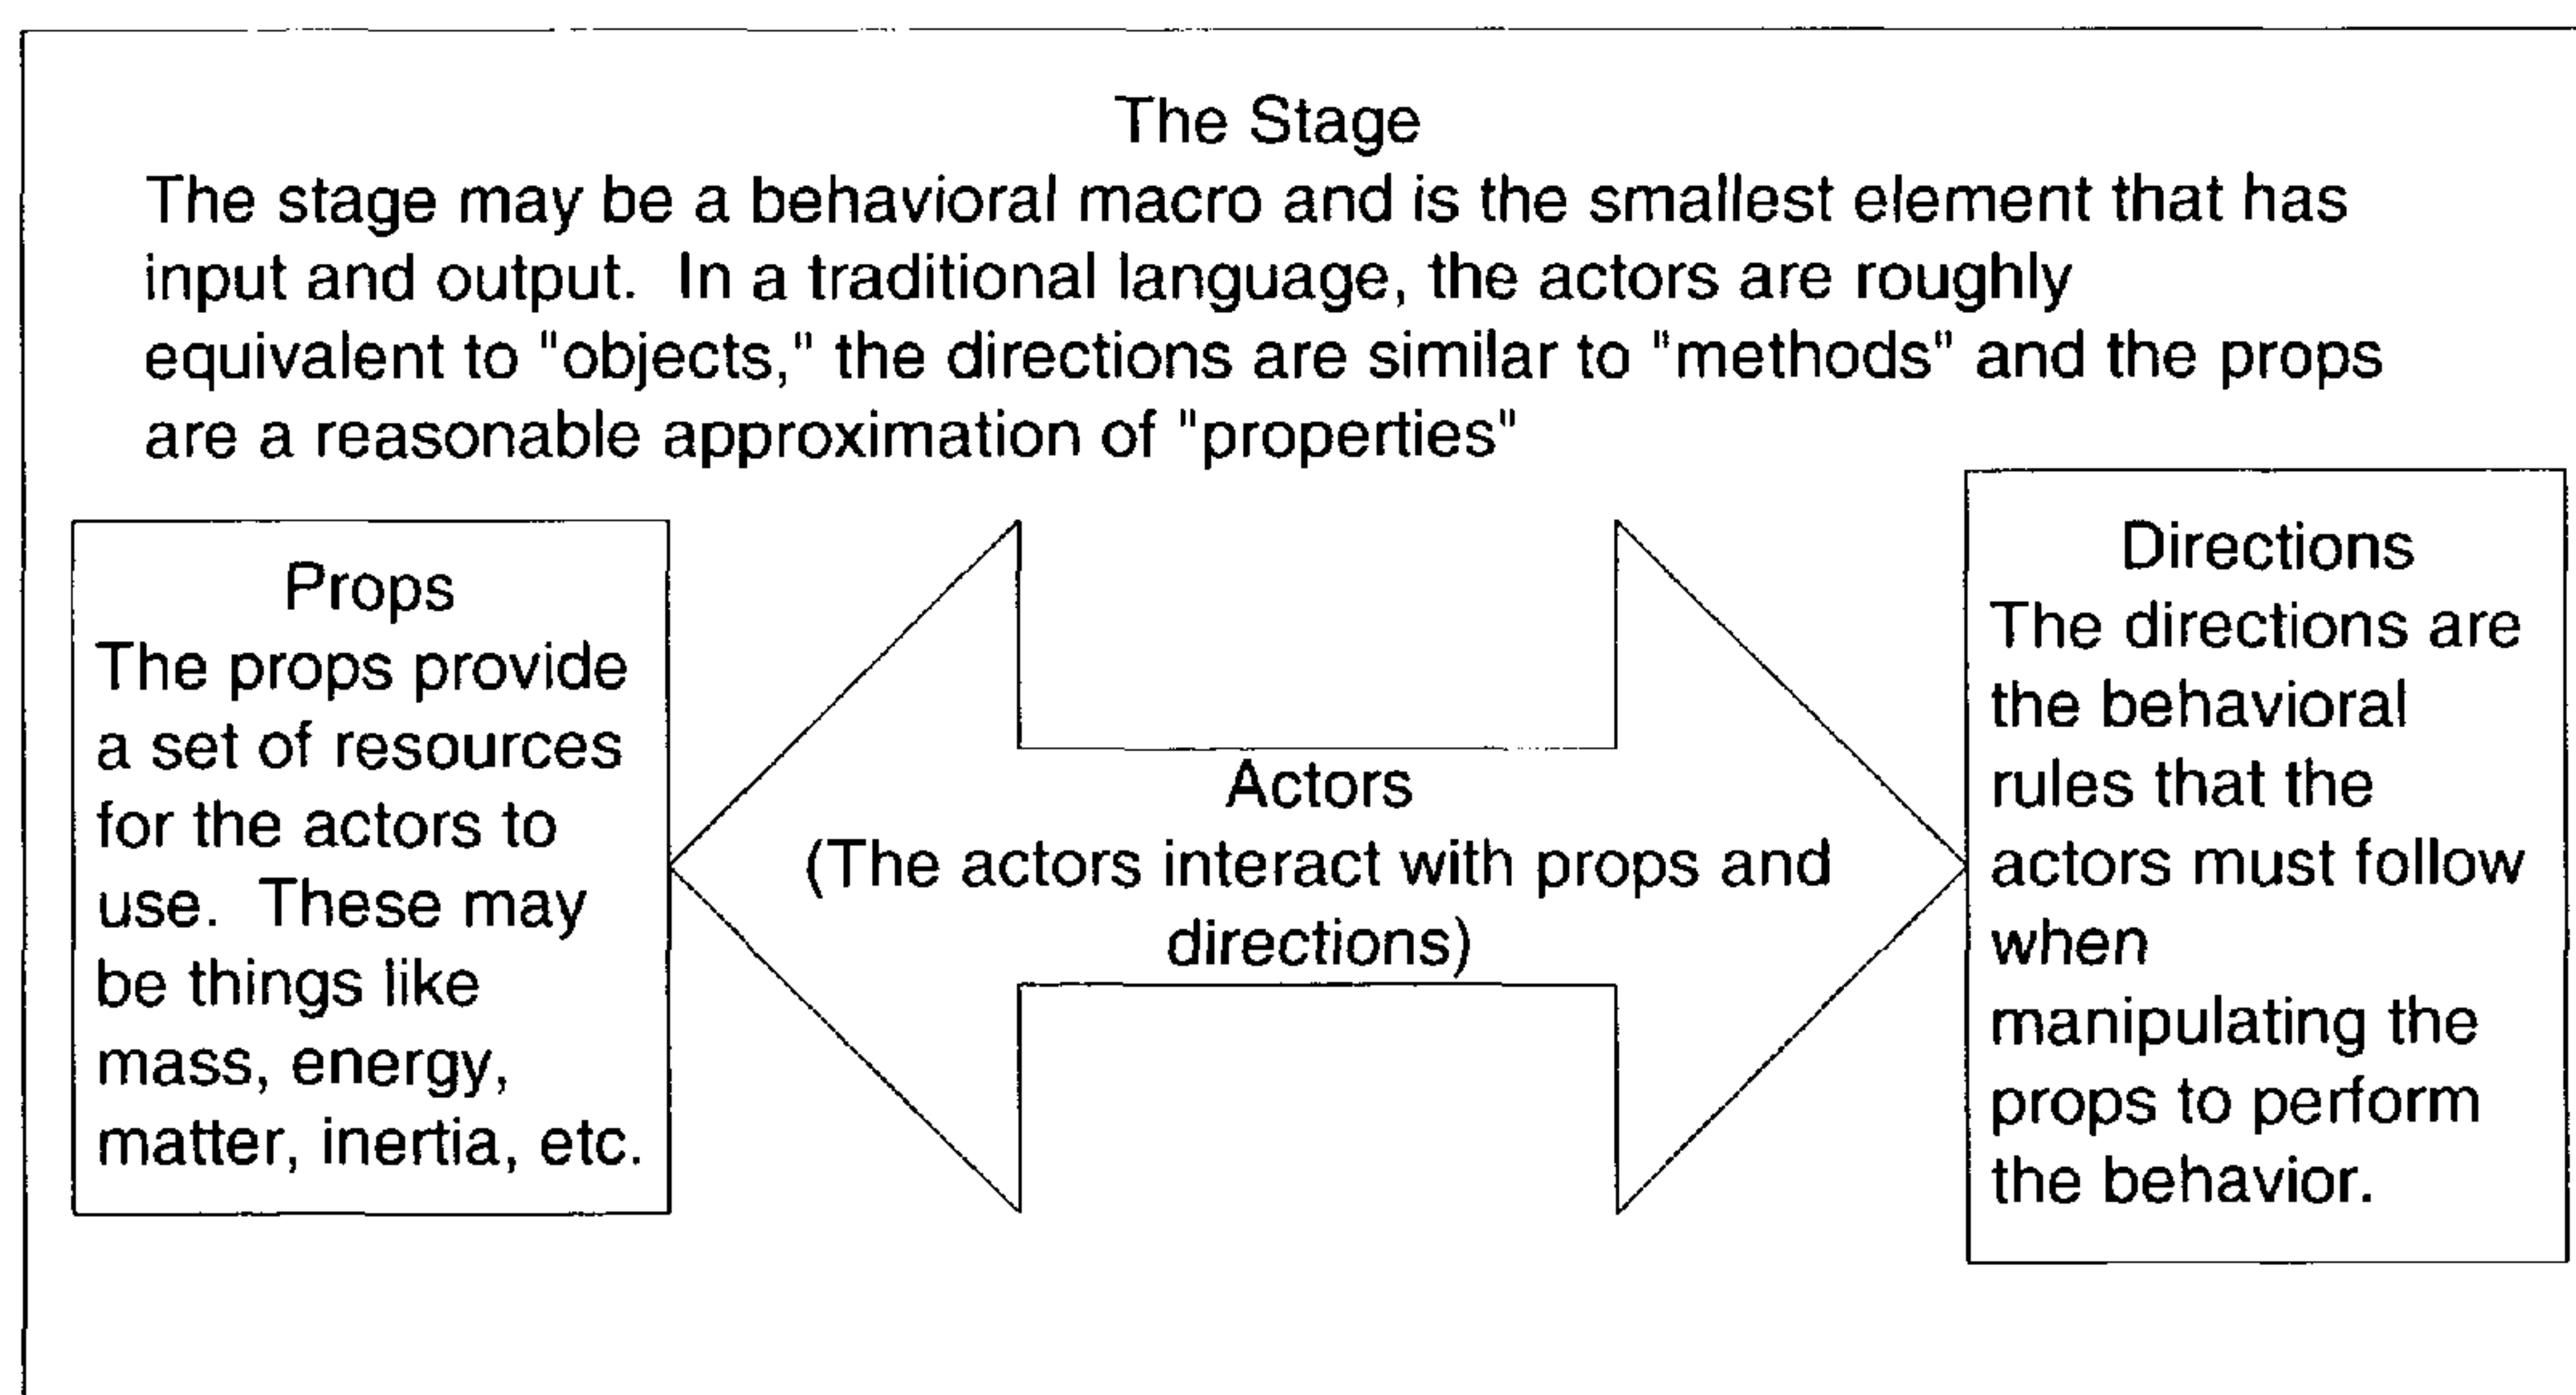 The Stage
The stage may be a behavioral macro and is the smallest element that has
input and output.  In a traditional language, the actors are roughly
equivalent to "objects," the directions are similar to "methods" and the props
are a reasonable approximation of "properties"
Props
The props provide
a set of resources
for the actors to
use.  These may
be things like
mass, energy,
matter, inertia, etc.
Actors
(The actors interact with props and
directions)
Directions
The directions are
the behavioral
rules that the
actors must follow
when
manipulating the
props to perform
the behavior.